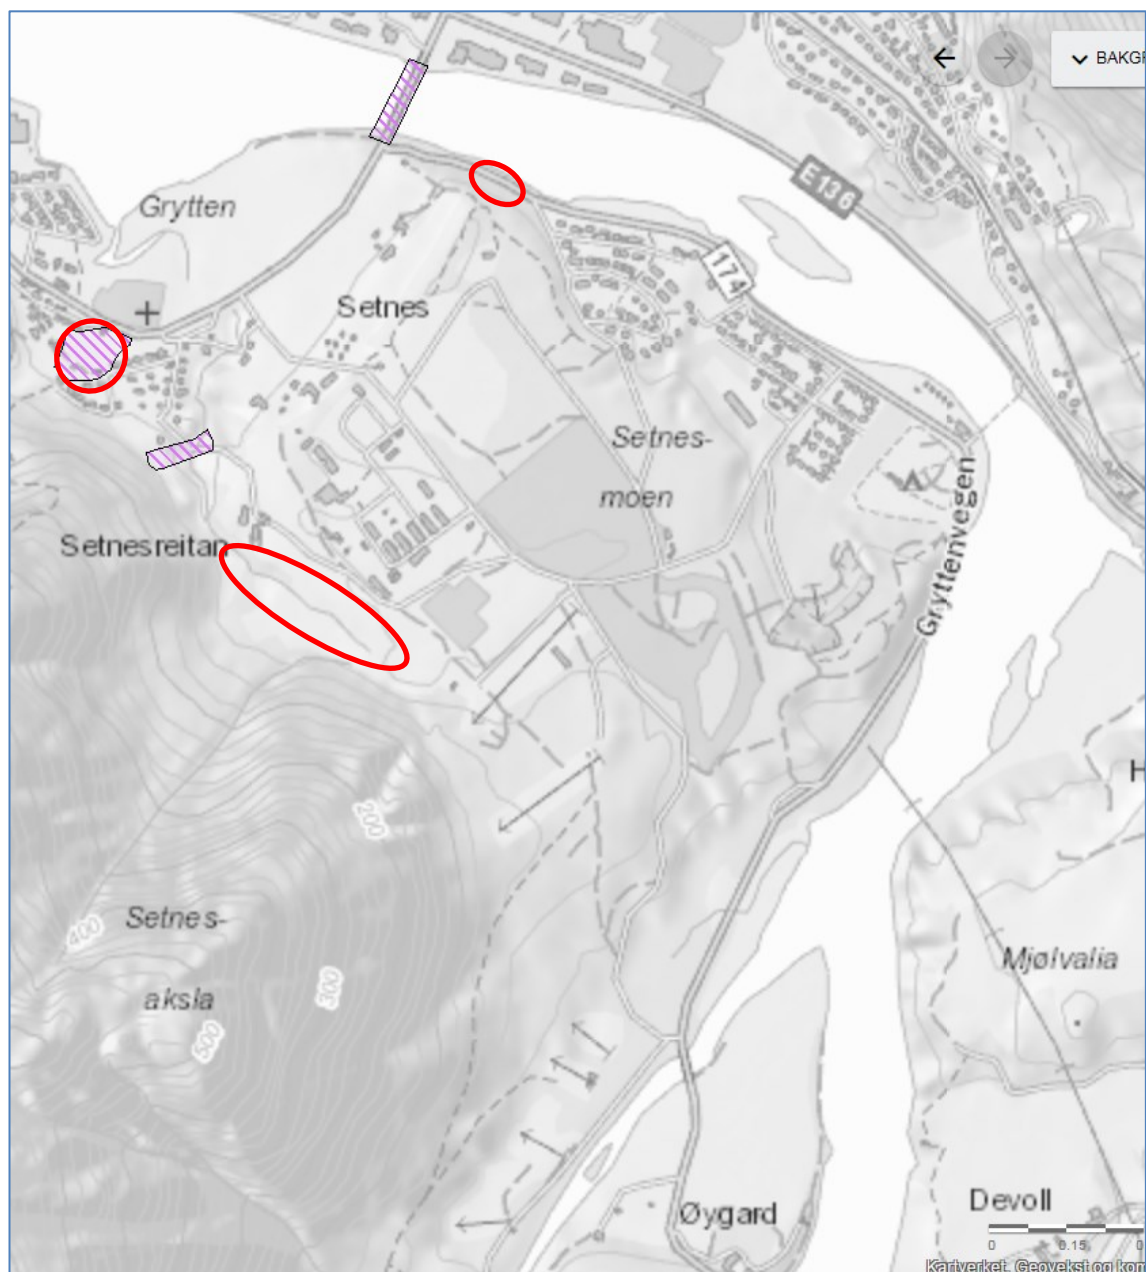 BAKGR
E136
Grytten
174
Setnes
Setnes-
moen
Setnesreitan
Gryttenvegen
200
Setnes-
aksla
400
300
500
Mjølvalia
H
Øygard
Devoll
0
0.15
0
Kartverket, Geovekst og kom